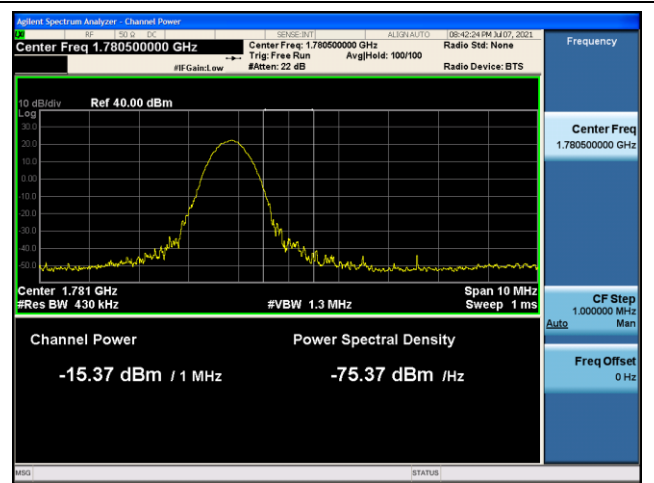 Agilent Spectrum Analyzer - Channel Power
RF 50 Ω DC SENSE:INT ALIGN AUTO 08:42:24 PM Jul 07, 2021
Center Freq 1.780500000 GHz
Center Freq: 1.780500000 GHz
Radio Std: None
Trig: Free Run Avg|Hold: 100/100
#IFGain:Low
#Atten: 22 dB
Radio Device: BTS
Frequency
10 dB/div Ref 40.00 dBm
Log
30.0
20.0
10.0
0.00
-10.0
-20.0
-30.0
-40.0
-50.0
Center Freq
1.780500000 GHz
Center 1.781 GHz Span 10 MHz
#Res BW 430 kHz #VBW 1.3 MHz Sweep 1 ms
CF Step
1.000000 MHz
Auto Man
Channel Power Power Spectral Density
-15.37 dBm / 1 MHz -75.37 dBm /Hz
Freq Offset
0 Hz
MSG STATUS